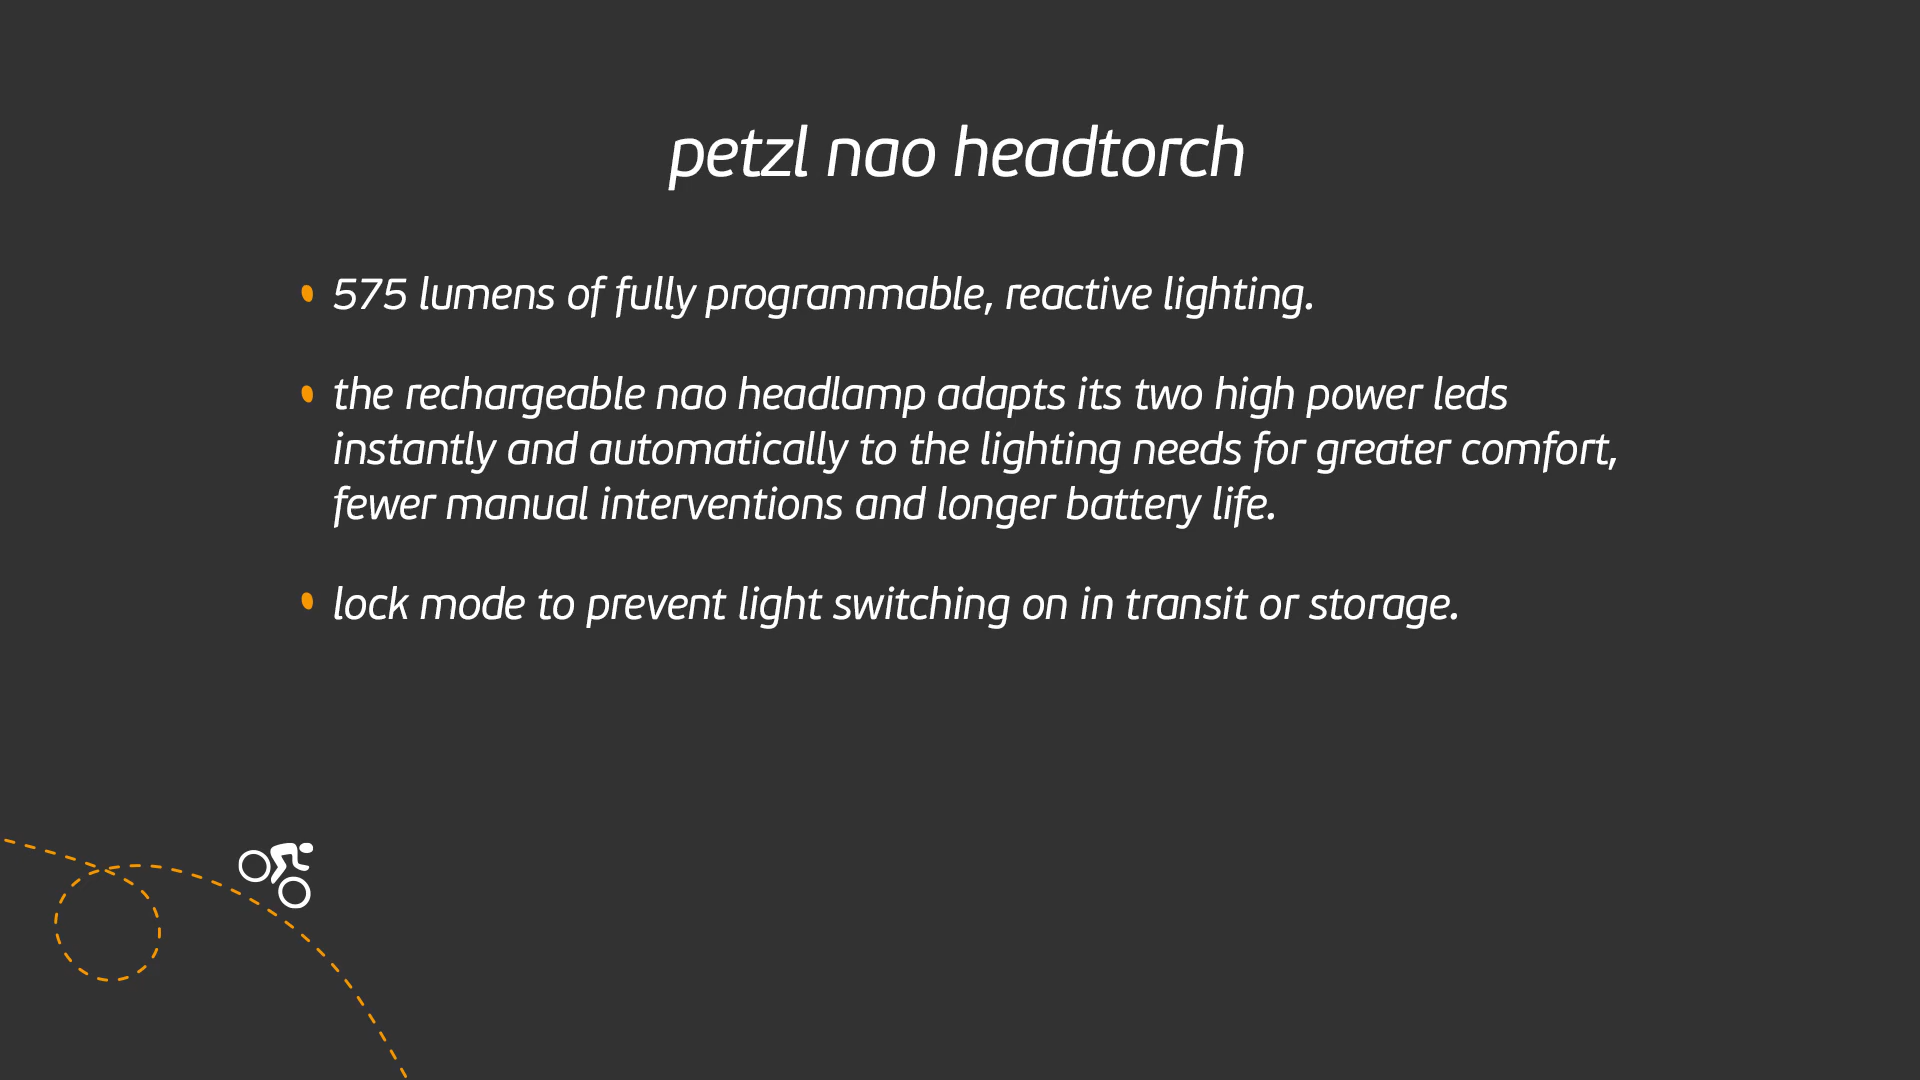 petzl nao headtorch
• 575 lumens of fully programmable, reactive lighting.
• the rechargeable nao headlamp adapts its two high power leds
instantly and automatically to the lighting needs for greater comfort,
fewer manual interventions and longer battery life.
• lock mode to prevent light switching on in transit or storage.